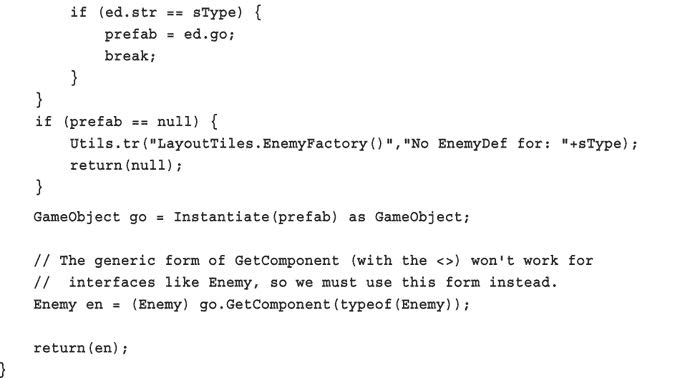 if (ed.str == sType) {
prefab = ed.go;
break;
}
}
if (prefab == null) {
Utils.tr("LayoutTiles.EnemyFactory()","No EnemyDef for: "+sType);
return(null);
}
GameObject go = Instantiate(prefab) as GameObject;
// The generic form of GetComponent (with the <>) won't work for
//  interfaces like Enemy, so we must use this form instead.
Enemy en = (Enemy) go.GetComponent(typeof(Enemy));
return(en);
}